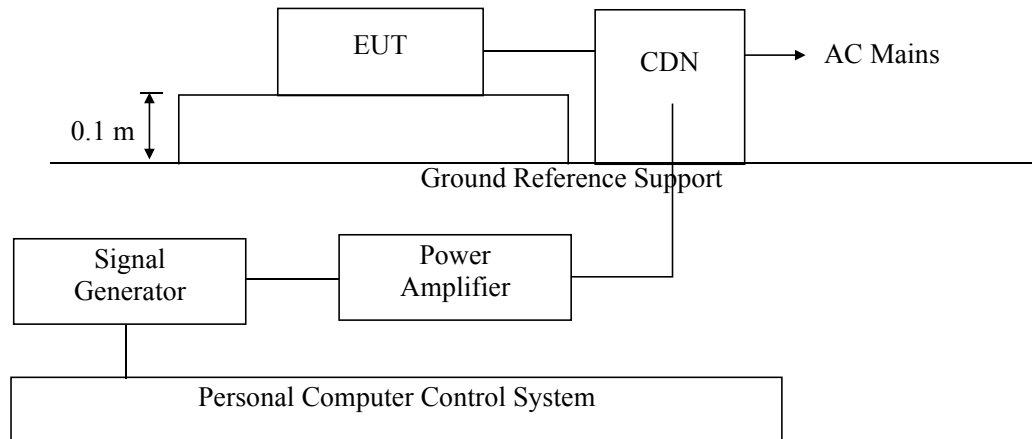 EUT
CDN
AC Mains
0.1 m
Ground Reference Support
Signal
Generator
Power
Amplifier
Personal Computer Control System